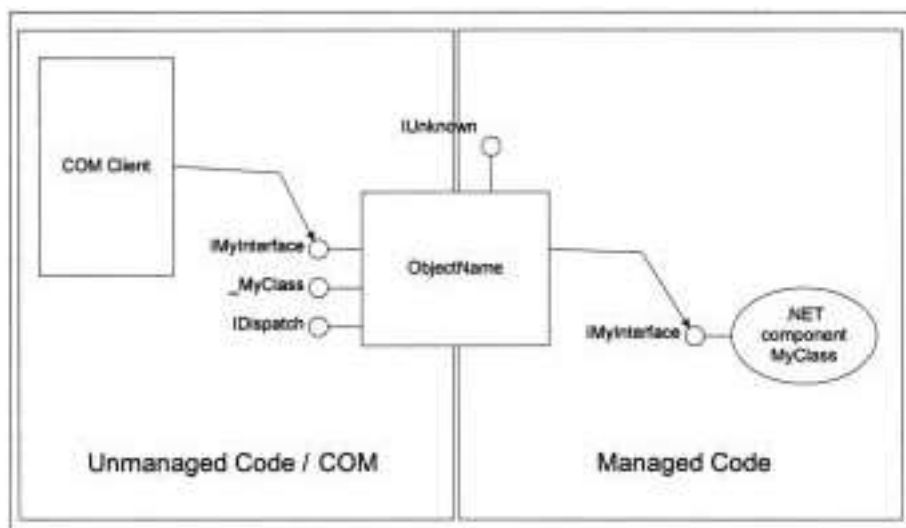 IUnknown
COM Client
IMyInterface
ObjectName
_MyClass
IDispatch
IMyInterface
.NET
component
MyClass
Unmanaged Code / COM
Managed Code